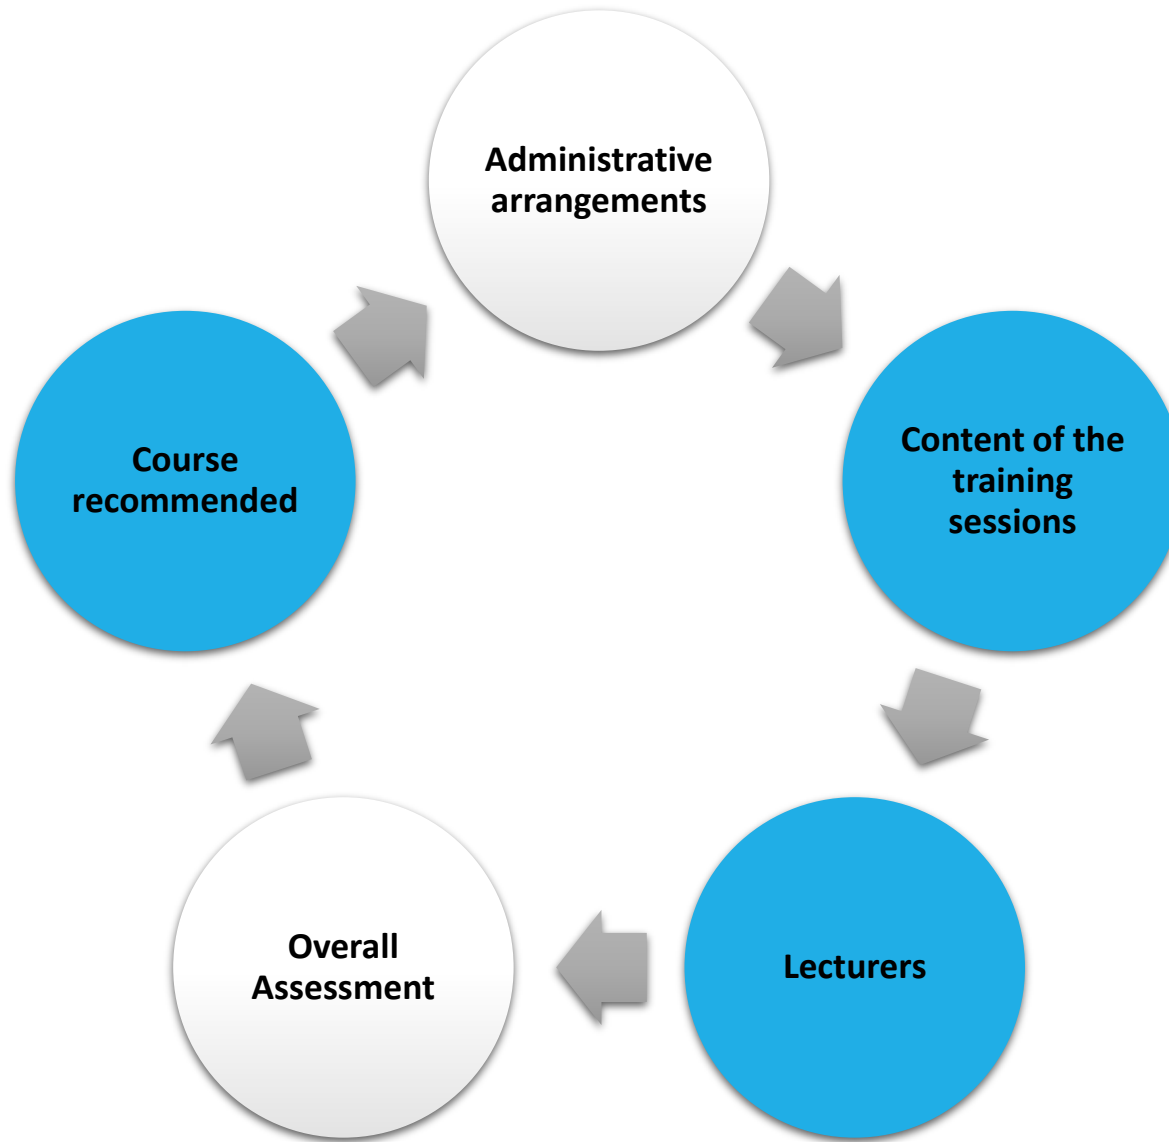 Administrative
arrangements
Content of the
training
sessions
Lecturers
Overall
Assessment
Course
recommended